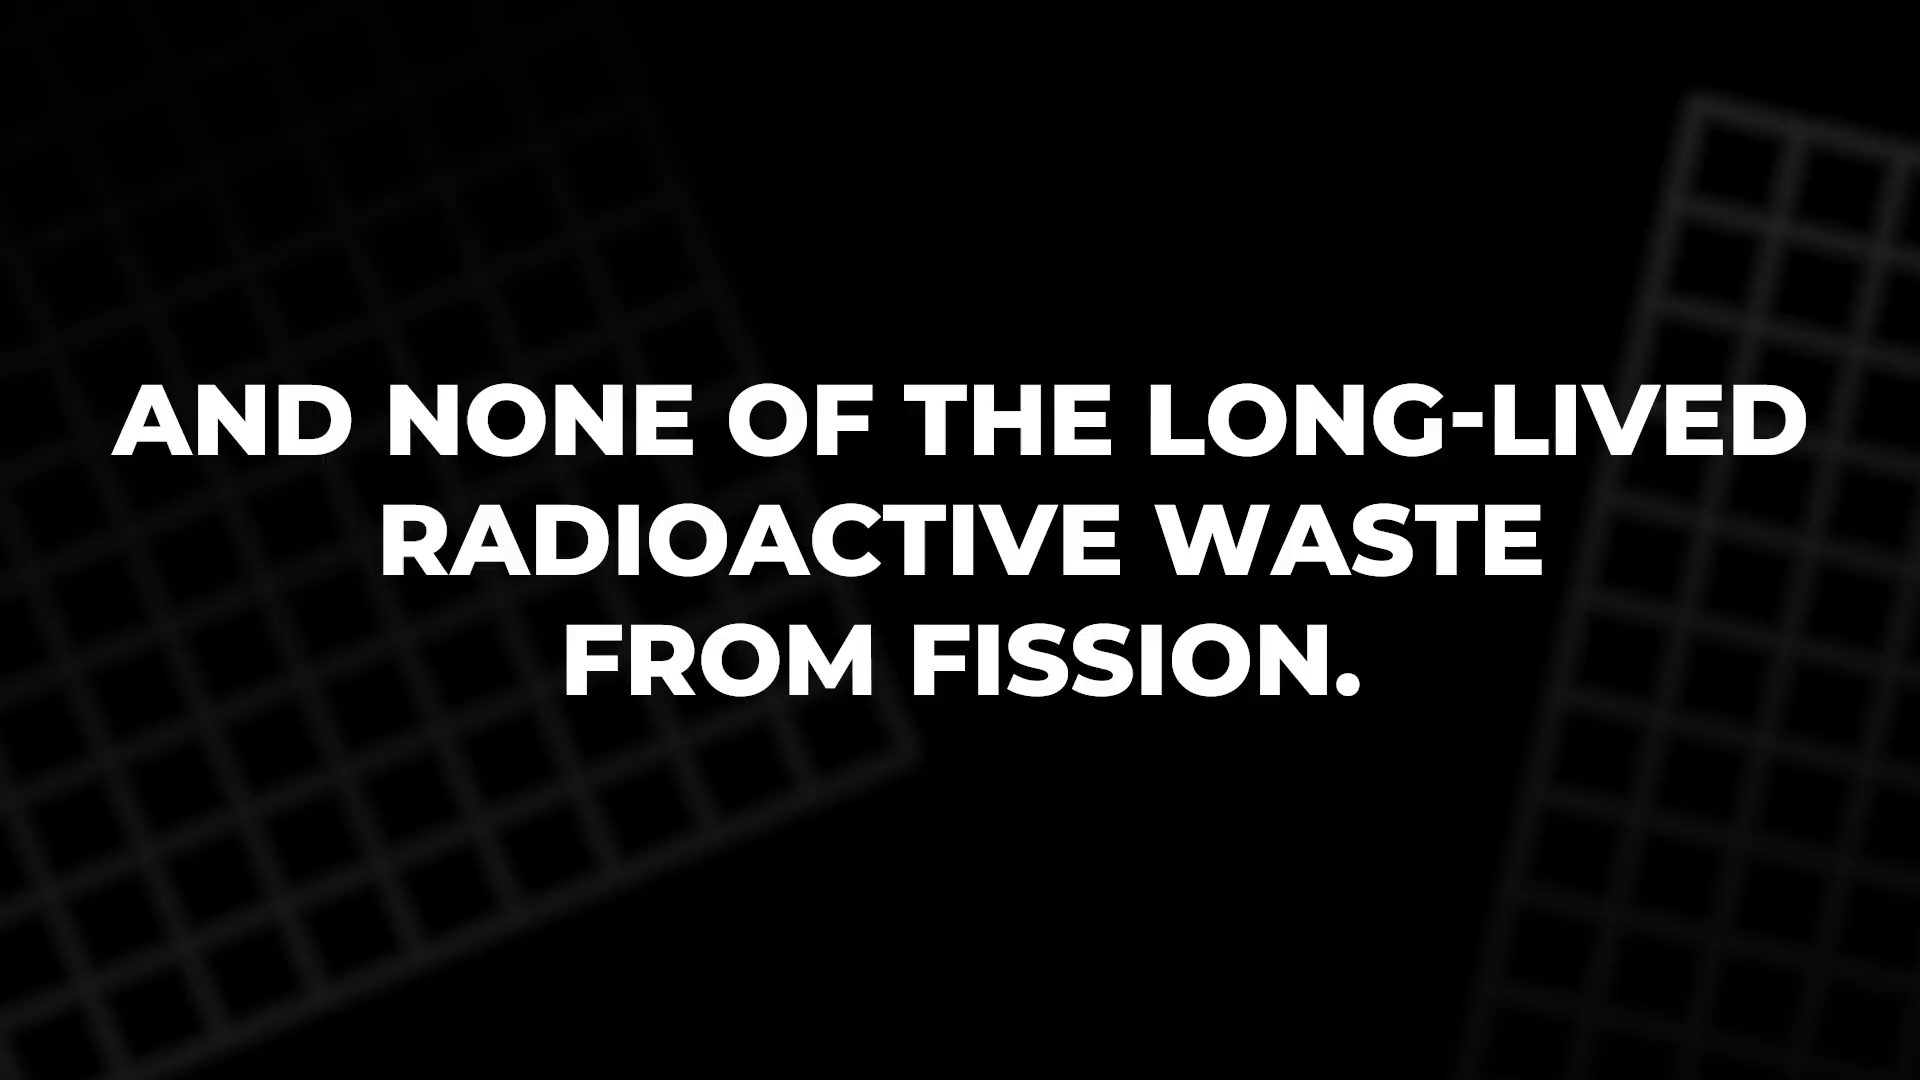 AND NONE OF THE LONG-LIVED
RADIOACTIVE WASTE
FROM FISSION.